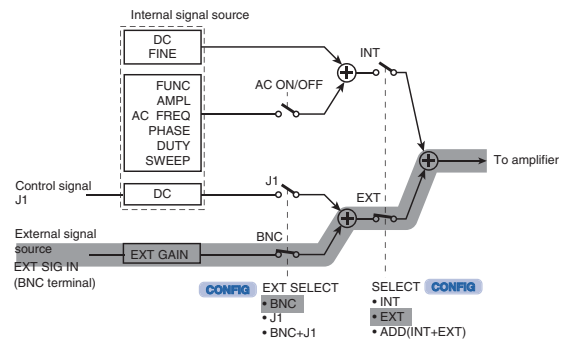 Internal signal source
DC
FINE
INT
FUNC
AMPL
AC FREQ
PHASE
DUTY
SWEEP
AC ON/OFF
To amplifier
Control signal
J1
DC
J1
EXT
External signal
source
EXT SIG IN
(BNC terminal)
EXT GAIN
BNC
CONFIG EXT SELECT
• BNC
• J1
• BNC+J1
SELECT CONFIG
• INT
• EXT
• ADD(INT+EXT)